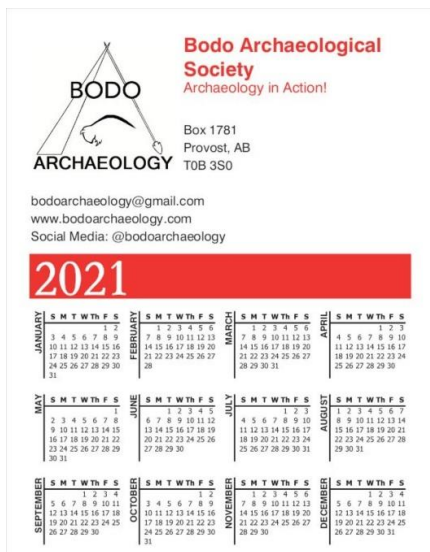 BODO
ARCHAEOLOGY
Bodo Archaeological
Society
Archaeology in Action!
Box 1781
Provost, AB
T0B 3S0
bodoarchaeology@gmail.com
www.bodoarchaeology.com
Social Media: @bodoarchaeology
2021
JANUARY
S M T W Th F S
1 2
3 4 5 6 7 8 9
10 11 12 13 14 15 16
17 18 19 20 21 22 23
24 25 26 27 28 29 30
31
FEBRUARY
S M T W Th F S
1 2 3 4 5 6
7 8 9 10 11 12 13
14 15 16 17 18 19 20
21 22 23 24 25 26 27
28
MARCH
S M T W Th F S
1 2 3 4 5 6
7 8 9 10 11 12 13
14 15 16 17 18 19 20
21 22 23 24 25 26 27
28 29 30 31
APRIL
S M T W Th F S
1 2 3
4 5 6 7 8 9 10
11 12 13 14 15 16 17
18 19 20 21 22 23 24
25 26 27 28 29 30
MAY
S M T W Th F S
1
2 3 4 5 6 7 8
9 10 11 12 13 14 15
16 17 18 19 20 21 22
23 24 25 26 27 28 29
30 31
JUNE
S M T W Th F S
1 2 3 4 5
6 7 8 9 10 11 12
13 14 15 16 17 18 19
20 21 22 23 24 25 26
27 28 29 30
JULY
S M T W Th F S
1 2 3
4 5 6 7 8 9 10
11 12 13 14 15 16 17
18 19 20 21 22 23 24
25 26 27 28 29 30 31
AUGUST
S M T W Th F S
1 2 3 4 5 6 7
8 9 10 11 12 13 14
15 16 17 18 19 20 21
22 23 24 25 26 27 28
29 30 31
SEPTEMBER
S M T W Th F S
1 2 3 4
5 6 7 8 9 10 11
12 13 14 15 16 17 18
19 20 21 22 23 24 25
26 27 28 29 30
OCTOBER
S M T W Th F S
1 2
3 4 5 6 7 8 9
10 11 12 13 14 15 16
17 18 19 20 21 22 23
24 25 26 27 28 29 30
31
NOVEMBER
S M T W Th F S
1 2 3 4 5 6
7 8 9 10 11 12 13
14 15 16 17 18 19 20
21 22 23 24 25 26 27
28 29 30
DECEMBER
S M T W Th F S
1 2 3 4
5 6 7 8 9 10 11
12 13 14 15 16 17 18
19 20 21 22 23 24 25
26 27 28 29 30 31